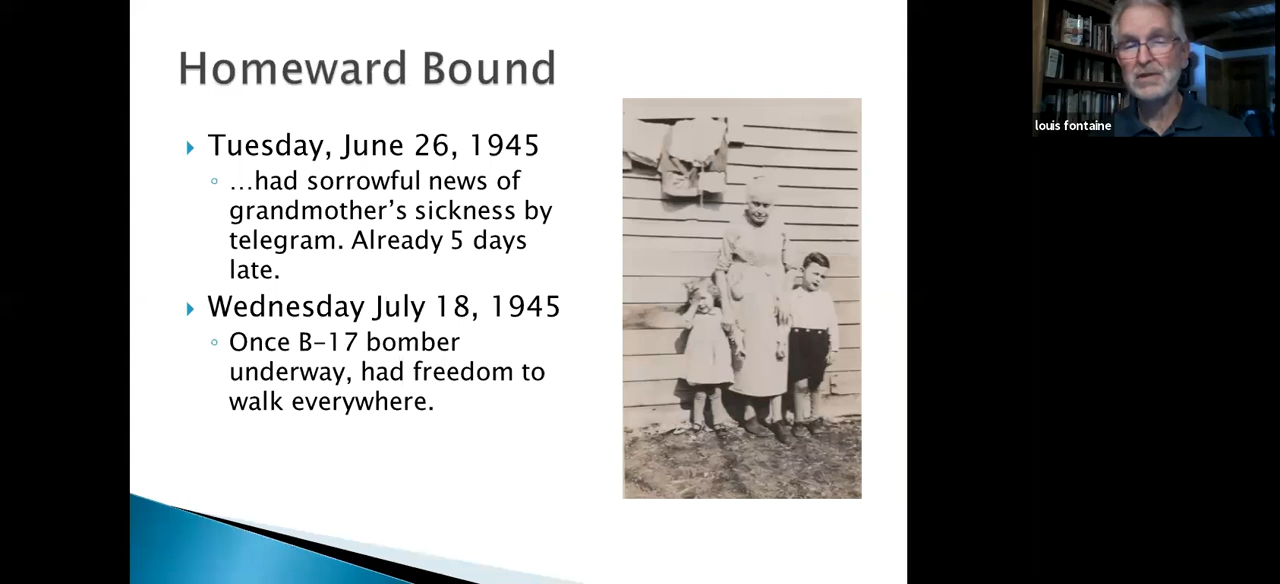 Homeward Bound
Tuesday, June 26, 1945
…had sorrowful news of
grandmother's sickness by
telegram. Already 5 days
late.
Wednesday July 18, 1945
Once B-17 bomber
underway, had freedom to
walk everywhere.
louis fontaine